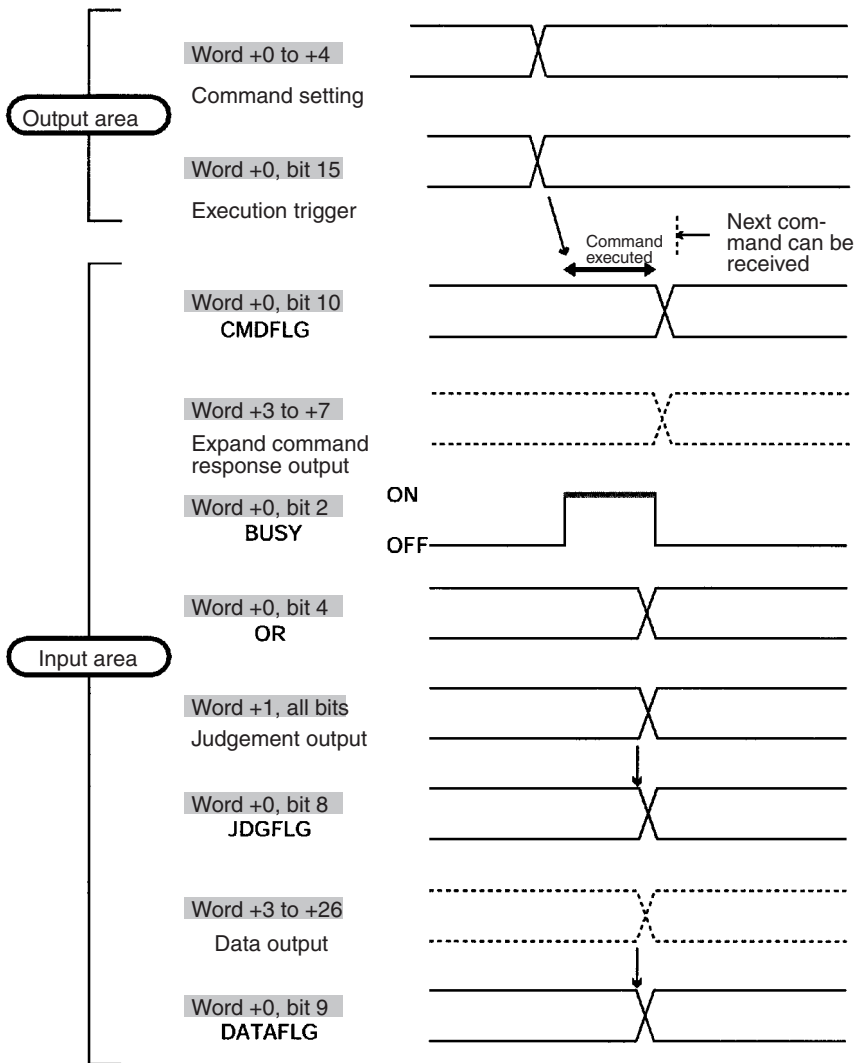 Word +0 to +4
Command setting
Output area
Word +0, bit 15
Execution trigger
Command
executed
Next com-
mand can be
received
Word +0, bit 10
CMDFLG
Word +3 to +7
Expand command
response output
Word +0, bit 2
BUSY
ON
OFF
Word +0, bit 4
OR
Input area
Word +1, all bits
Judgement output
Word +0, bit 8
JDGFLG
Word +3 to +26
Data output
Word +0, bit 9
DATAFLG